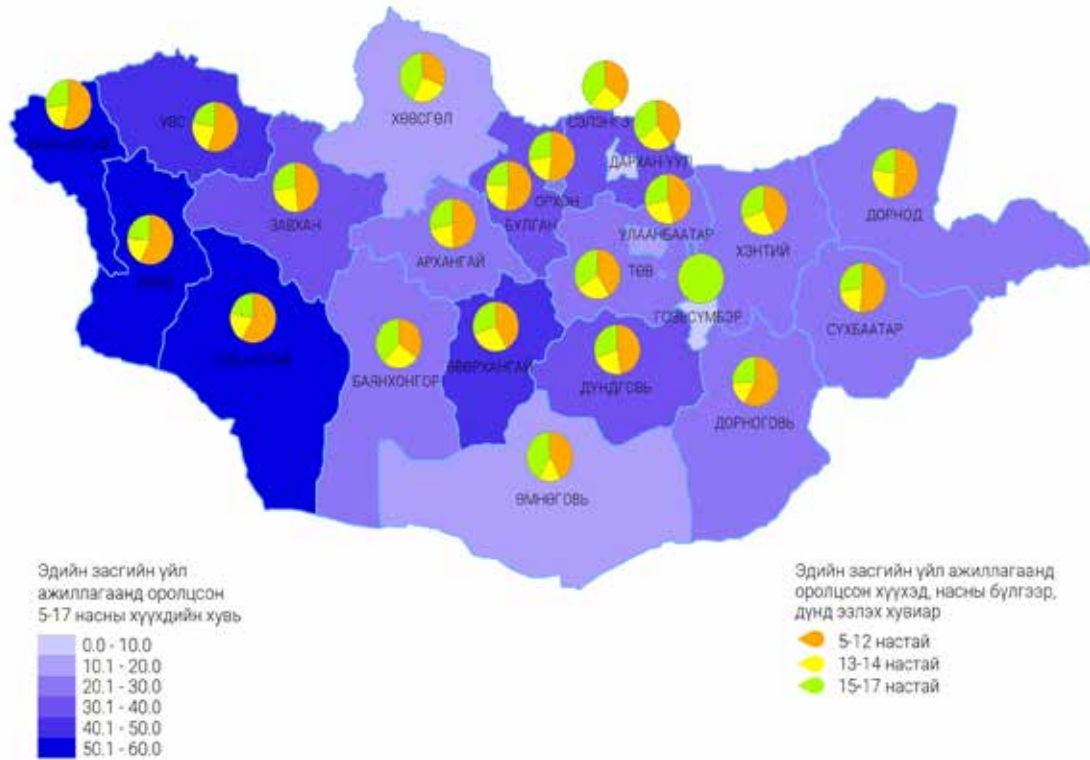 ХӨВСГӨЛ
СЭЛЭНГЭ
УВС
ДАРХАН-УУЛ
ОРХОН
ЗАВХАН
БУЛГАН
ДОРНОД
УЛААНБААТАР
ХЭНТИЙ
АРХАНГАЙ
ТӨВ
ГОВЬСҮМБЭР
СҮХБААТАР
ӨВӨРХАНГАЙ
БАЯНХОНГОР
ДУНДГОВЬ
ДОРНОГОВЬ
ӨМНӨГОВЬ
Эдийн засгийн үйл
ажиллагаанд оролцсон
5-17 насны хүүхдийн хувь
0.0 - 10.0
10.1 - 20.0
20.1 - 30.0
30.1 - 40.0
40.1 - 50.0
50.1 - 60.0
Эдийн засгийн үйл ажиллагаанд
оролцсон хүүхэд, насны бүлгээр,
дүнд эзлэх хувиар
5-12 настай
13-14 настай
15-17 настай